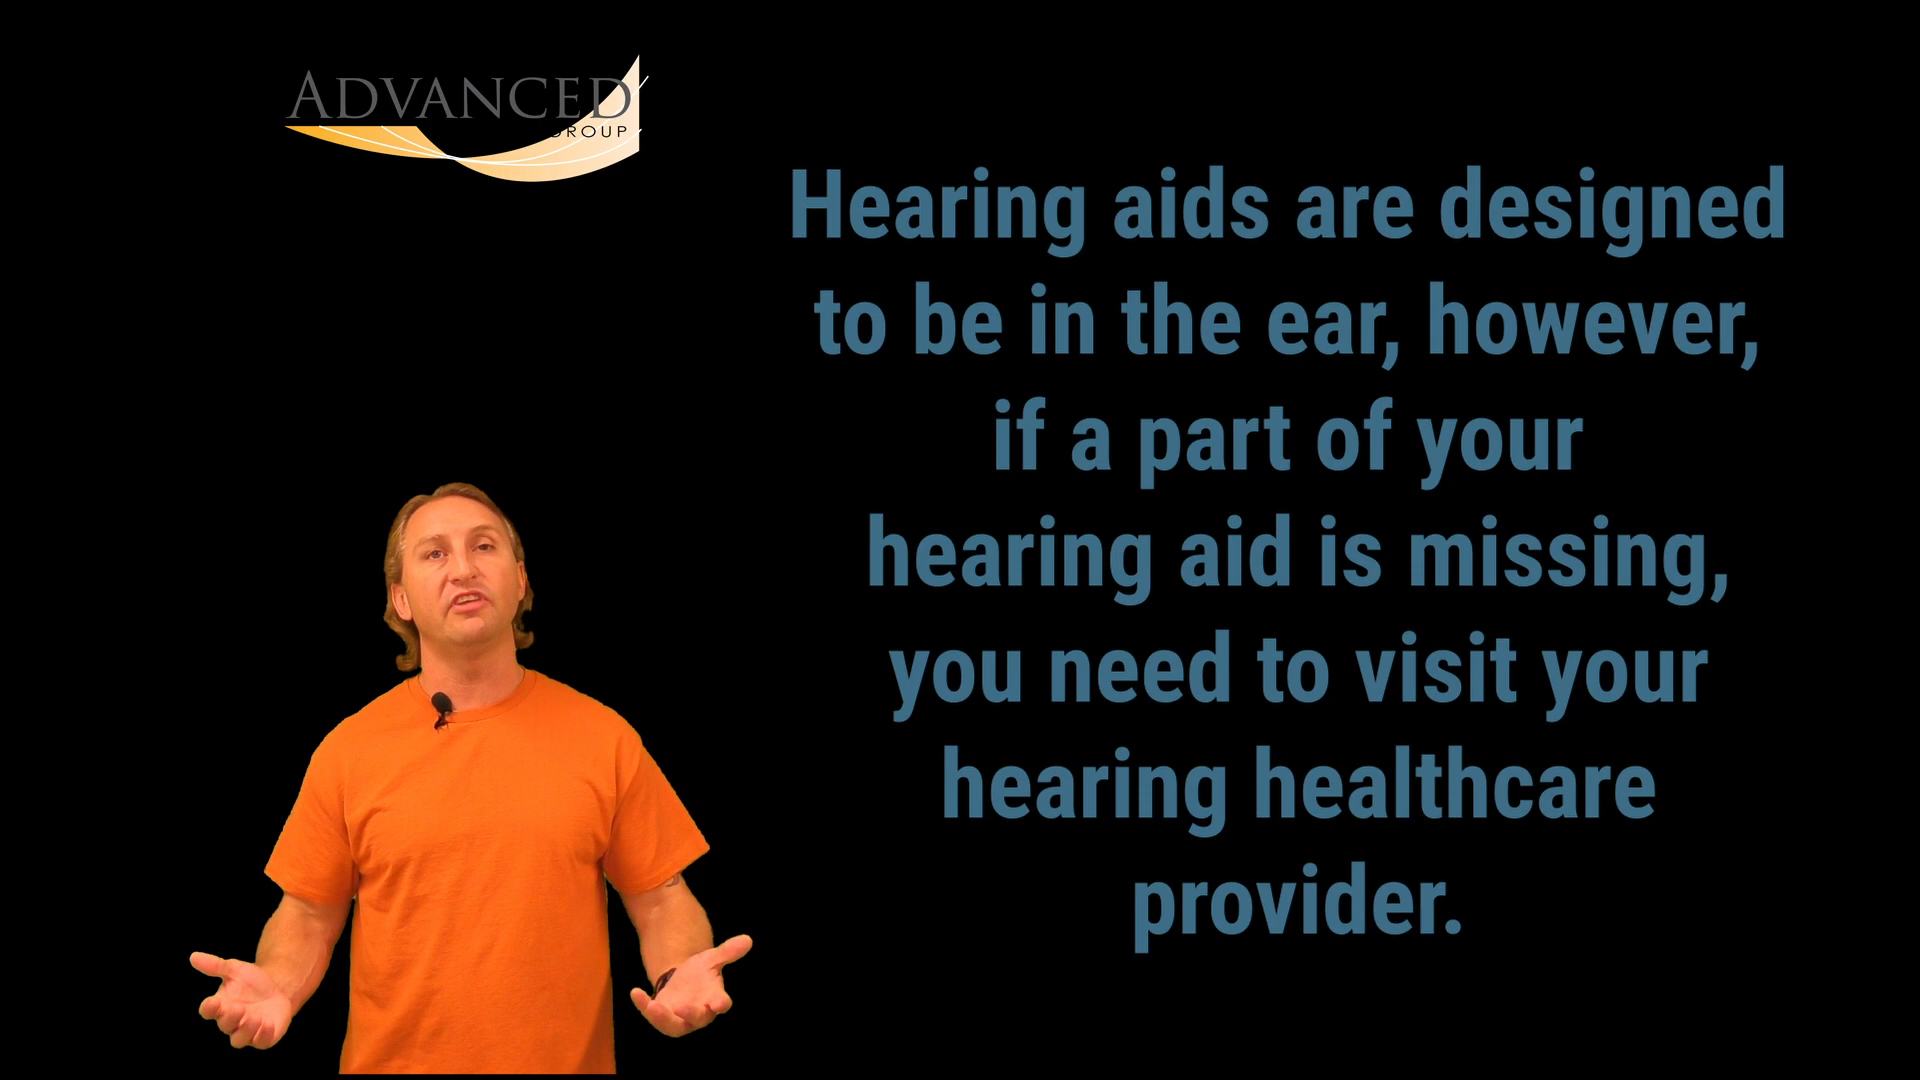 ADVANCED
GROUP
Hearing aids are designed
to be in the ear, however,
if a part of your
hearing aid is missing,
you need to visit your
hearing healthcare
provider.